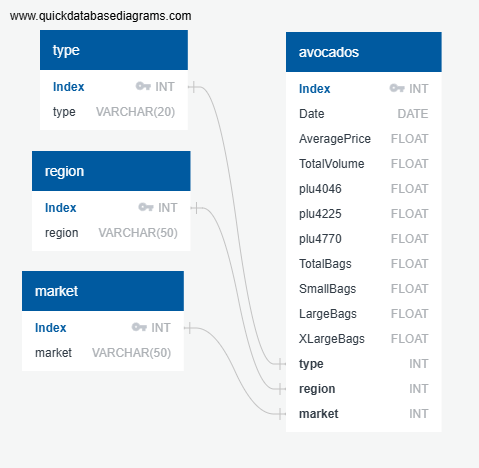 www.quickdatabasediagrams.com
type
Index INT
type VARCHAR(20)
region
Index INT
region VARCHAR(50)
market
Index INT
market VARCHAR(50)
avocados
Index INT
Date DATE
AveragePrice FLOAT
TotalVolume FLOAT
plu4046 FLOAT
plu4225 FLOAT
plu4770 FLOAT
TotalBags FLOAT
SmallBags FLOAT
LargeBags FLOAT
XLargeBags FLOAT
type INT
region INT
market INT